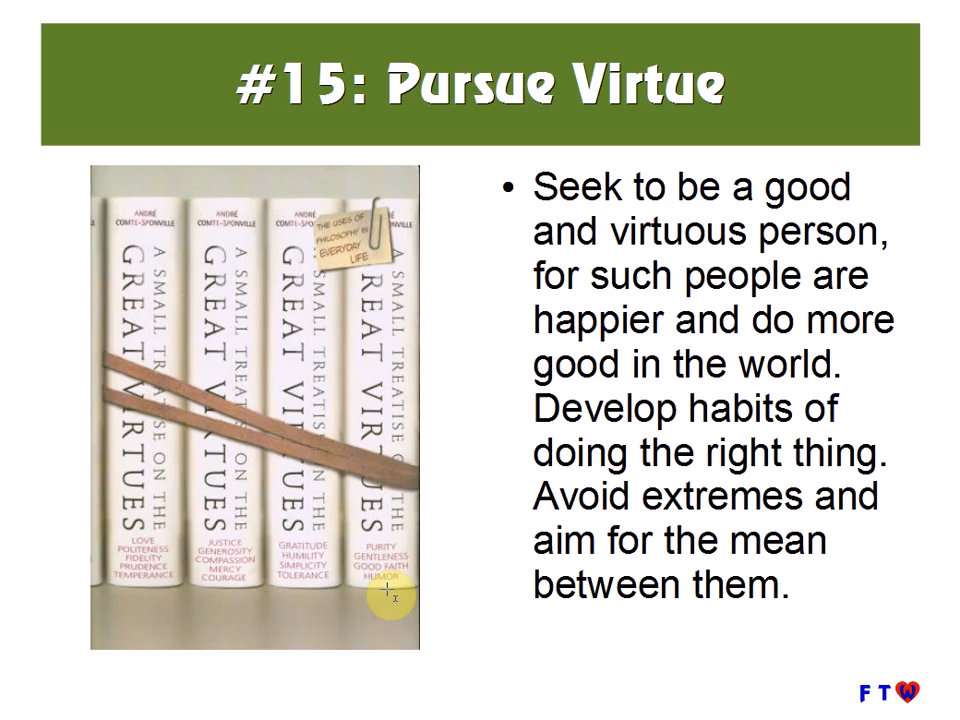 #15: Pursue Virtue
ANDRÉ
COMTE-SPONVILLE
A SMALL TREATISE ON THE
GREAT VIRTUES
LOVE
POLITENESS
FIDELITY
PRUDENCE
TEMPERANCE
ANDRÉ
COMTE-SPONVILLE
A SMALL TREATISE ON THE
GREAT VIRTUES
JUSTICE
GENEROSITY
COMPASSION
MERCY
COURAGE
ANDRÉ
COMTE-SPONVILLE
SMALL TREATISE ON THE
GREAT VIRTUES
GRATITUDE
HUMILITY
SIMPLICITY
TOLERANCE
THE USES OF
PHILOSOPHY IN
EVERYDAY
LIFE
A SMALL TREATISE THE
REAT VIRTUES
PURITY
GENTLENESS
GOOD FAITH
HUMOR
• Seek to be a good
and virtuous person,
for such people are
happier and do more
good in the world.
Develop habits of
doing the right thing.
Avoid extremes and
aim for the mean
between them.
F T W